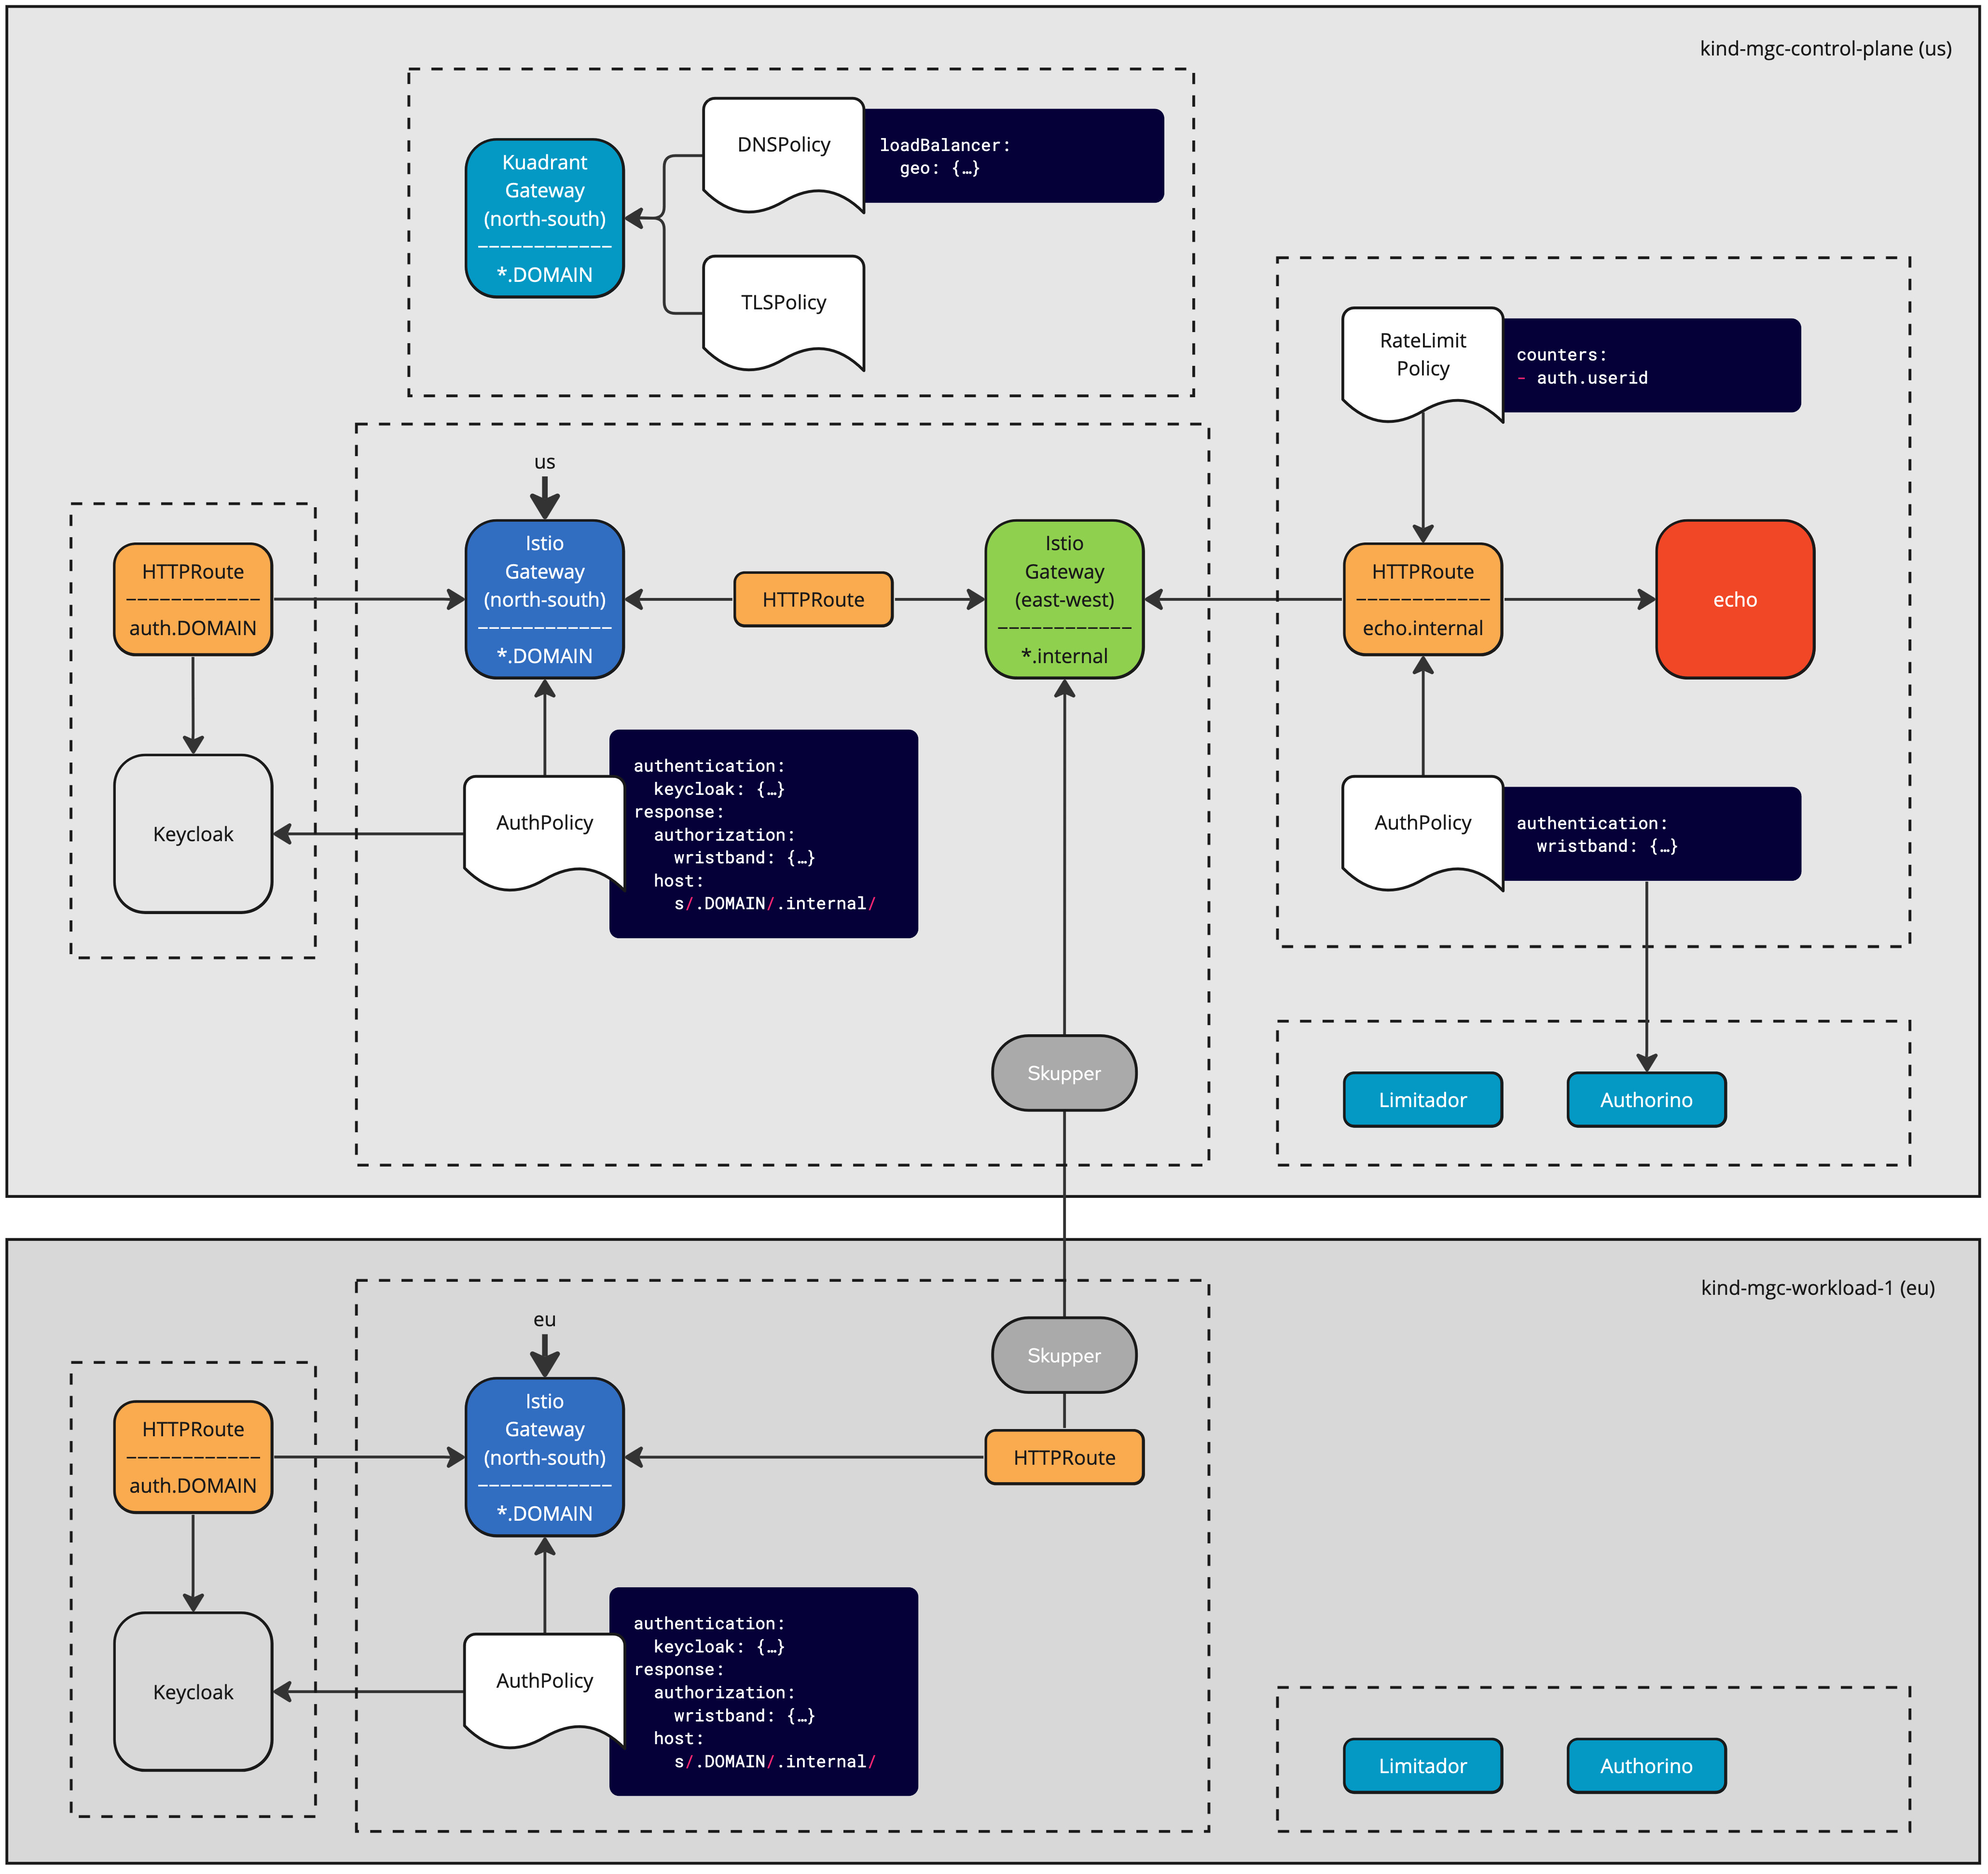 kind-mgc-control-plane (us)
Kuadrant
Gateway
(north-south)
------------
*.DOMAIN
DNSPolicy
loadBalancer:
  geo: {…}
TLSPolicy
RateLimit
Policy
counters:
- auth.userid
us
HTTPRoute
------------
auth.DOMAIN
Istio
Gateway
(north-south)
------------
*.DOMAIN
HTTPRoute
Istio
Gateway
(east-west)
------------
*.internal
HTTPRoute
------------
echo.internal
echo
Keycloak
AuthPolicy
authentication:
  keycloak: {…}
response:
  authorization:
    wristband: {…}
  host:
    s/.DOMAIN/.internal/
AuthPolicy
authentication:
  wristband: {…}
Skupper
Limitador
Authorino
kind-mgc-workload-1 (eu)
eu
Skupper
HTTPRoute
------------
auth.DOMAIN
Istio
Gateway
(north-south)
------------
*.DOMAIN
HTTPRoute
Keycloak
AuthPolicy
authentication:
  keycloak: {…}
response:
  authorization:
    wristband: {…}
  host:
    s/.DOMAIN/.internal/
Limitador
Authorino